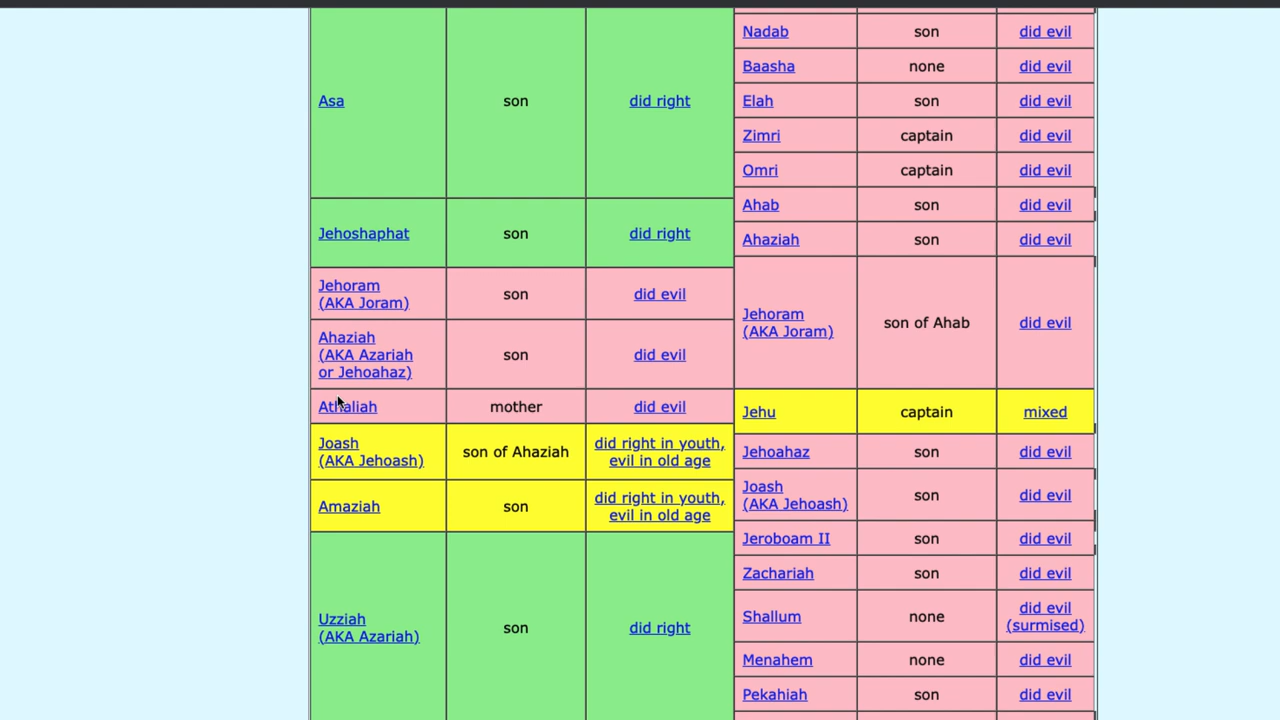 Asa
son
did right
Jehoshaphat
son
did right
Jehoram
(AKA Joram)
son
did evil
Ahaziah
(AKA Azariah
or Jehoahaz)
son
did evil
Athaliah
mother
did evil
Joash
(AKA Jehoash)
son of Ahaziah
did right in youth,
evil in old age
Amaziah
son
did right in youth,
evil in old age
Uzziah
(AKA Azariah)
son
did right
Nadab
son
did evil
Baasha
none
did evil
Elah
son
did evil
Zimri
captain
did evil
Omri
captain
did evil
Ahab
son
did evil
Ahaziah
son
did evil
Jehoram
(AKA Joram)
son of Ahab
did evil
Jehu
captain
mixed
Jehoahaz
son
did evil
Joash
(AKA Jehoash)
son
did evil
Jeroboam II
son
did evil
Zachariah
son
did evil
Shallum
none
did evil
(surmised)
Menahem
none
did evil
Pekahiah
son
did evil